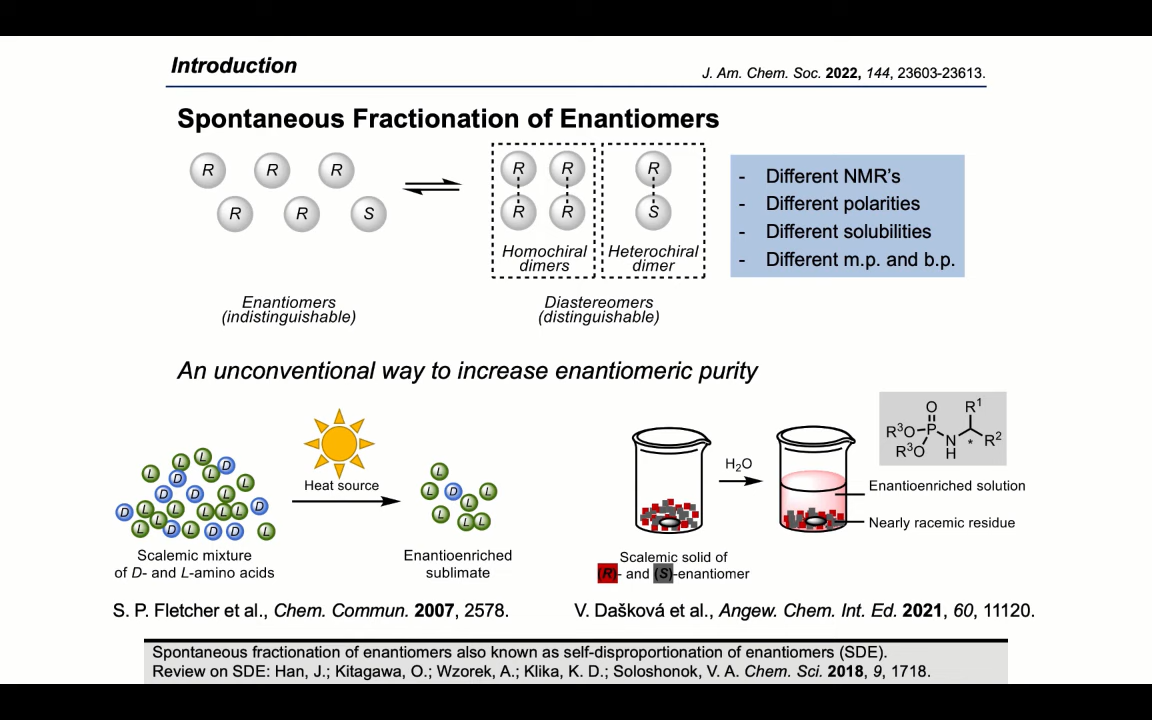 Introduction
J. Am. Chem. Soc. 2022, 144, 23603-23613.
Spontaneous Fractionation of Enantiomers
R R R
R R S
R R
R R
Homochiral
dimers
R
S
Heterochiral
dimer
Enantiomers
(indistinguishable)
Diastereomers
(distinguishable)
- Different NMR's
- Different polarities
- Different solubilities
- Different m.p. and b.p.
An unconventional way to increase enantiomeric purity
L L D
L D L L
D D L
D L L L L L D
L L D L D D L
Scalemic mixture
of D- and L-amino acids
Heat source
L
L D L
L
L L L
Enantioenriched
sublimate
Scalemic solid of
(R)- and (S)-enantiomer
H2O
O R1
R3O P
R3O N * R2
H
Enantioenriched solution
Nearly racemic residue
S. P. Fletcher et al., Chem. Commun. 2007, 2578.
V. Dašková et al., Angew. Chem. Int. Ed. 2021, 60, 11120.
Spontaneous fractionation of enantiomers also known as self-disproportionation of enantiomers (SDE).
Review on SDE: Han, J.; Kitagawa, O.; Wzorek, A.; Klika, K. D.; Soloshonok, V. A. Chem. Sci. 2018, 9, 1718.